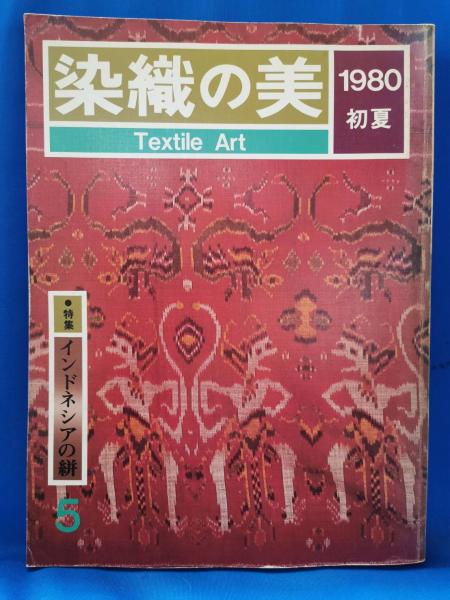 染織の美
Textile Art
1980
初夏
●特集
インドネシアの絣
5